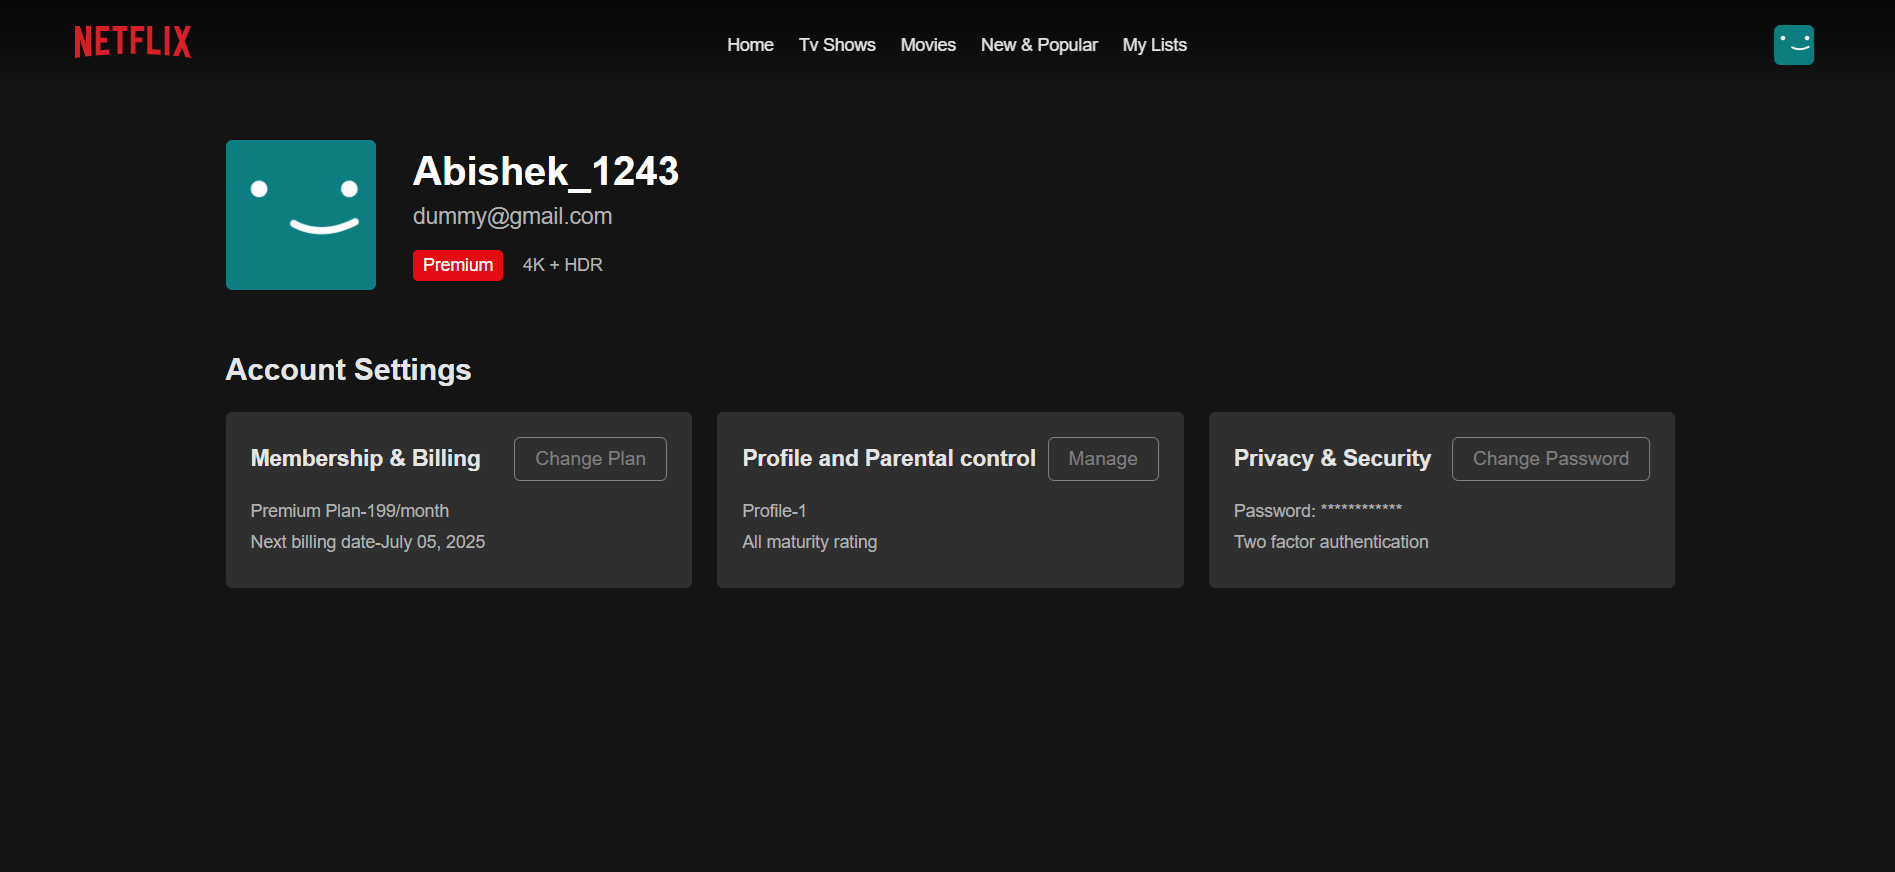 NETFLIX
Home Tv Shows Movies New & Popular My Lists
Abishek_1243
dummy@gmail.com
Premium 4K + HDR
Account Settings
Membership & Billing Change Plan
Premium Plan-199/month
Next billing date-July 05, 2025
Profile and Parental control Manage
Profile-1
All maturity rating
Privacy & Security Change Password
Password: ************
Two factor authentication